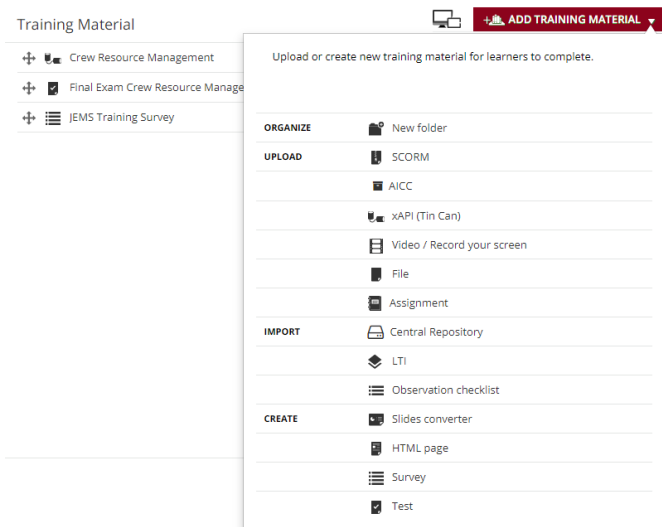 Training Material
ADD TRAINING MATERIAL
Crew Resource Management
Final Exam Crew Resource Manage
JEMS Training Survey
Upload or create new training material for learners to complete.
ORGANIZE New folder
UPLOAD SCORM
AICC
xAPI (Tin Can)
Video / Record your screen
File
Assignment
IMPORT Central Repository
LTI
Observation checklist
CREATE Slides converter
HTML page
Survey
Test